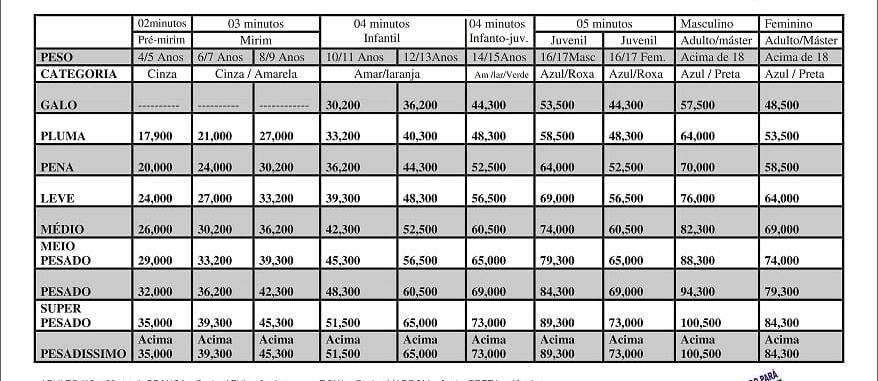 02minutos 03 minutos 04 minutos 04 minutos 05 minutos Masculino Feminino
Pré-mirim Mirim Infantil Infanto-juv. Juvenil Juvenil Adulto/máster Adulto/Máster
PESO 4/5 Anos 6/7 Anos 8/9 Anos 10/11 Anos 12/13Anos 14/15Anos 16/17Masc 16/17 Fem. Acima de 18 Acima de 18
CATEGORIA Cinza Cinza / Amarela Amar/laranja Am /lar/Verde Azul/Roxa Azul/Roxa Azul / Preta Azul / Preta
GALO ---------- ---------- ------------ 30,200 36,200 44,300 53,500 44,300 57,500 48,500
PLUMA 17,900 21,000 27,000 33,200 40,300 48,300 58,500 48,300 64,000 53,500
PENA 20,000 24,000 30,200 36,200 44,300 52,500 64,000 52,500 70,000 58,500
LEVE 24,000 27,000 33,200 39,300 48,300 56,500 69,000 56,500 76,000 64,000
MÉDIO 26,000 30,200 36,200 42,300 52,500 60,500 74,000 60,500 82,300 69,000
MEIO
PESADO 29,000 33,200 39,300 45,300 56,500 65,000 79,300 65,000 88,300 74,000
PESADO 32,000 36,200 42,300 48,300 60,500 69,000 84,300 69,000 94,300 79,300
SUPER
PESADO 35,000 39,300 45,300 51,500 65,000 73,000 89,300 73,000 100,500 84,300
Acima Acima Acima Acima Acima Acima Acima Acima Acima Acima
PESADISSIMO 35,000 39,300 45,300 51,500 65,000 73,000 89,300 73,000 100,500 84,300
PARÁ